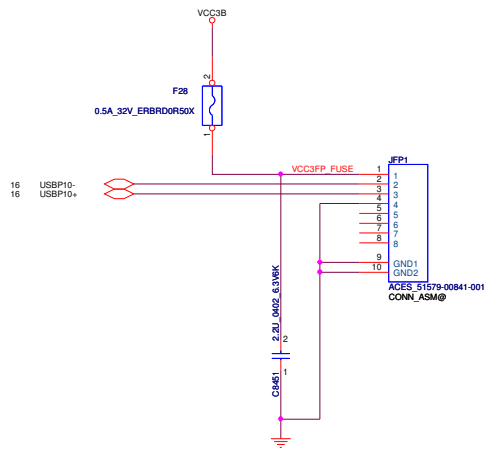 VCC3B
2
F28
0.5A_32V_ERBRD0R50X
1
VCC3FP_FUSE
JFP1
16 USBP10-
16 USBP10+
1 1
2 2
3 3
4 4
5 5
6 6
7 7
8 8
9 GND1
10 GND2
ACES_51579-00841-001
CONN_ASM@
2.2U_0402_6.3V6K
2
C8451
1